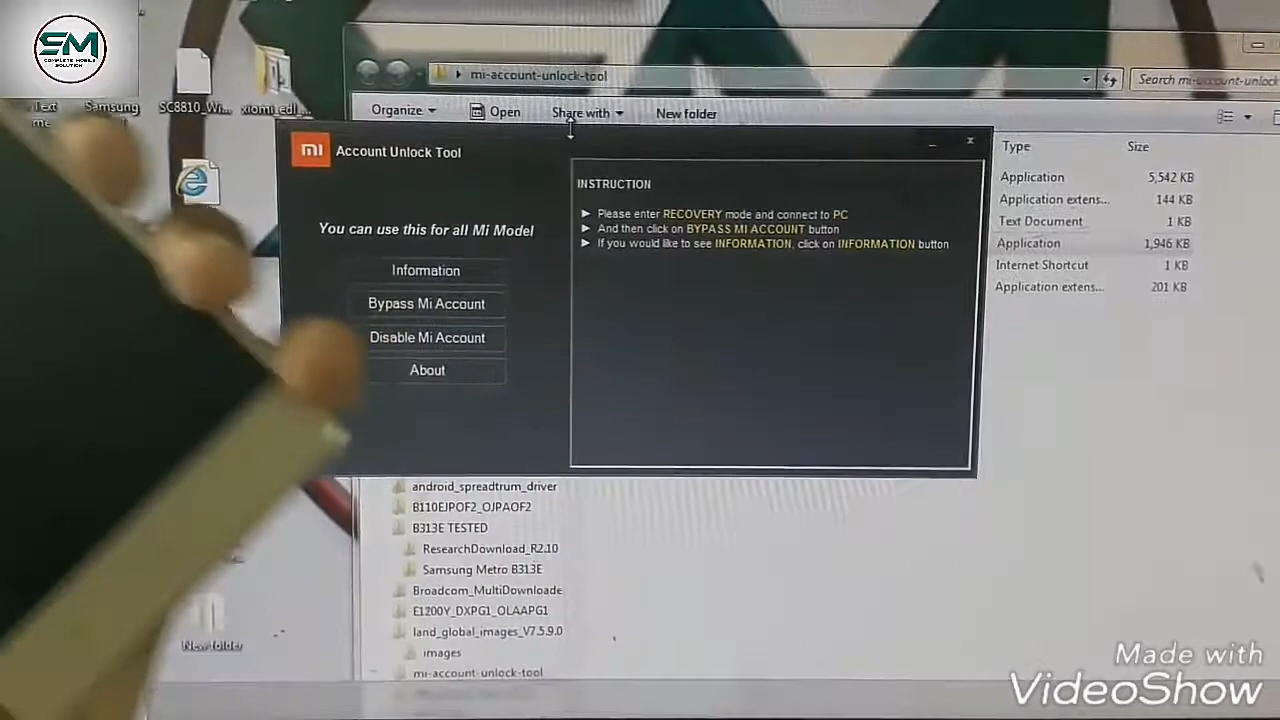 SM
COMPLETE MOBILE
SOLUTION
Text
Samsung
SC8810_Wi...
xiomi_edl_...
mi-account-unlock-tool
Search mi-account-unlock
Organize
Open
Share with
New folder
mi
Account Unlock Tool
You can use this for all Mi Model
Information
Bypass Mi Account
Disable Mi Account
About
INSTRUCTION
Please enter RECOVERY mode and connect to PC
And then click on BYPASS MI ACCOUNT button
If you would like to see INFORMATION, click on INFORMATION button
Type Size
Application 5,542 KB
Application extens... 144 KB
Text Document 1 KB
Application 1,946 KB
Internet Shortcut 1 KB
Application extens... 201 KB
android_spreadtrum_driver
B110EJPOF2_OJPAOF2
B313E TESTED
ResearchDownload_R2.10
Samsung Metro B313E
Broadcom_MultiDownloade
E1200Y_DXPG1_OLAAPG1
land_global_images_V7.5.9.0
images
mi-account-unlock-tool
New folder
Made with
VideoShow